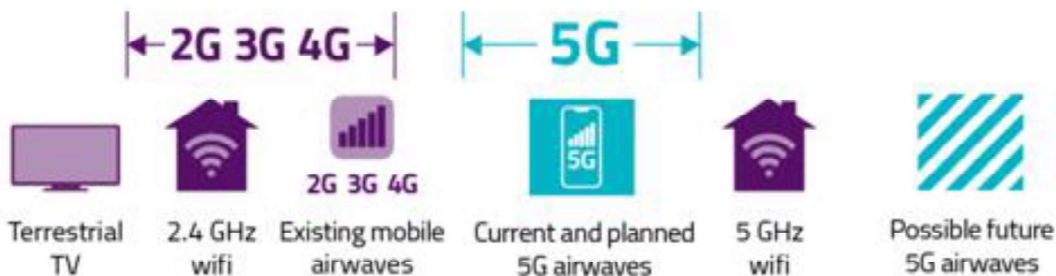 2G 3G 4G
5G
5G
2G 3G 4G
Terrestrial
TV
2.4 GHz
wifi
Existing mobile
airwaves
Current and planned
5G airwaves
5 GHz
wifi
Possible future
5G airwaves